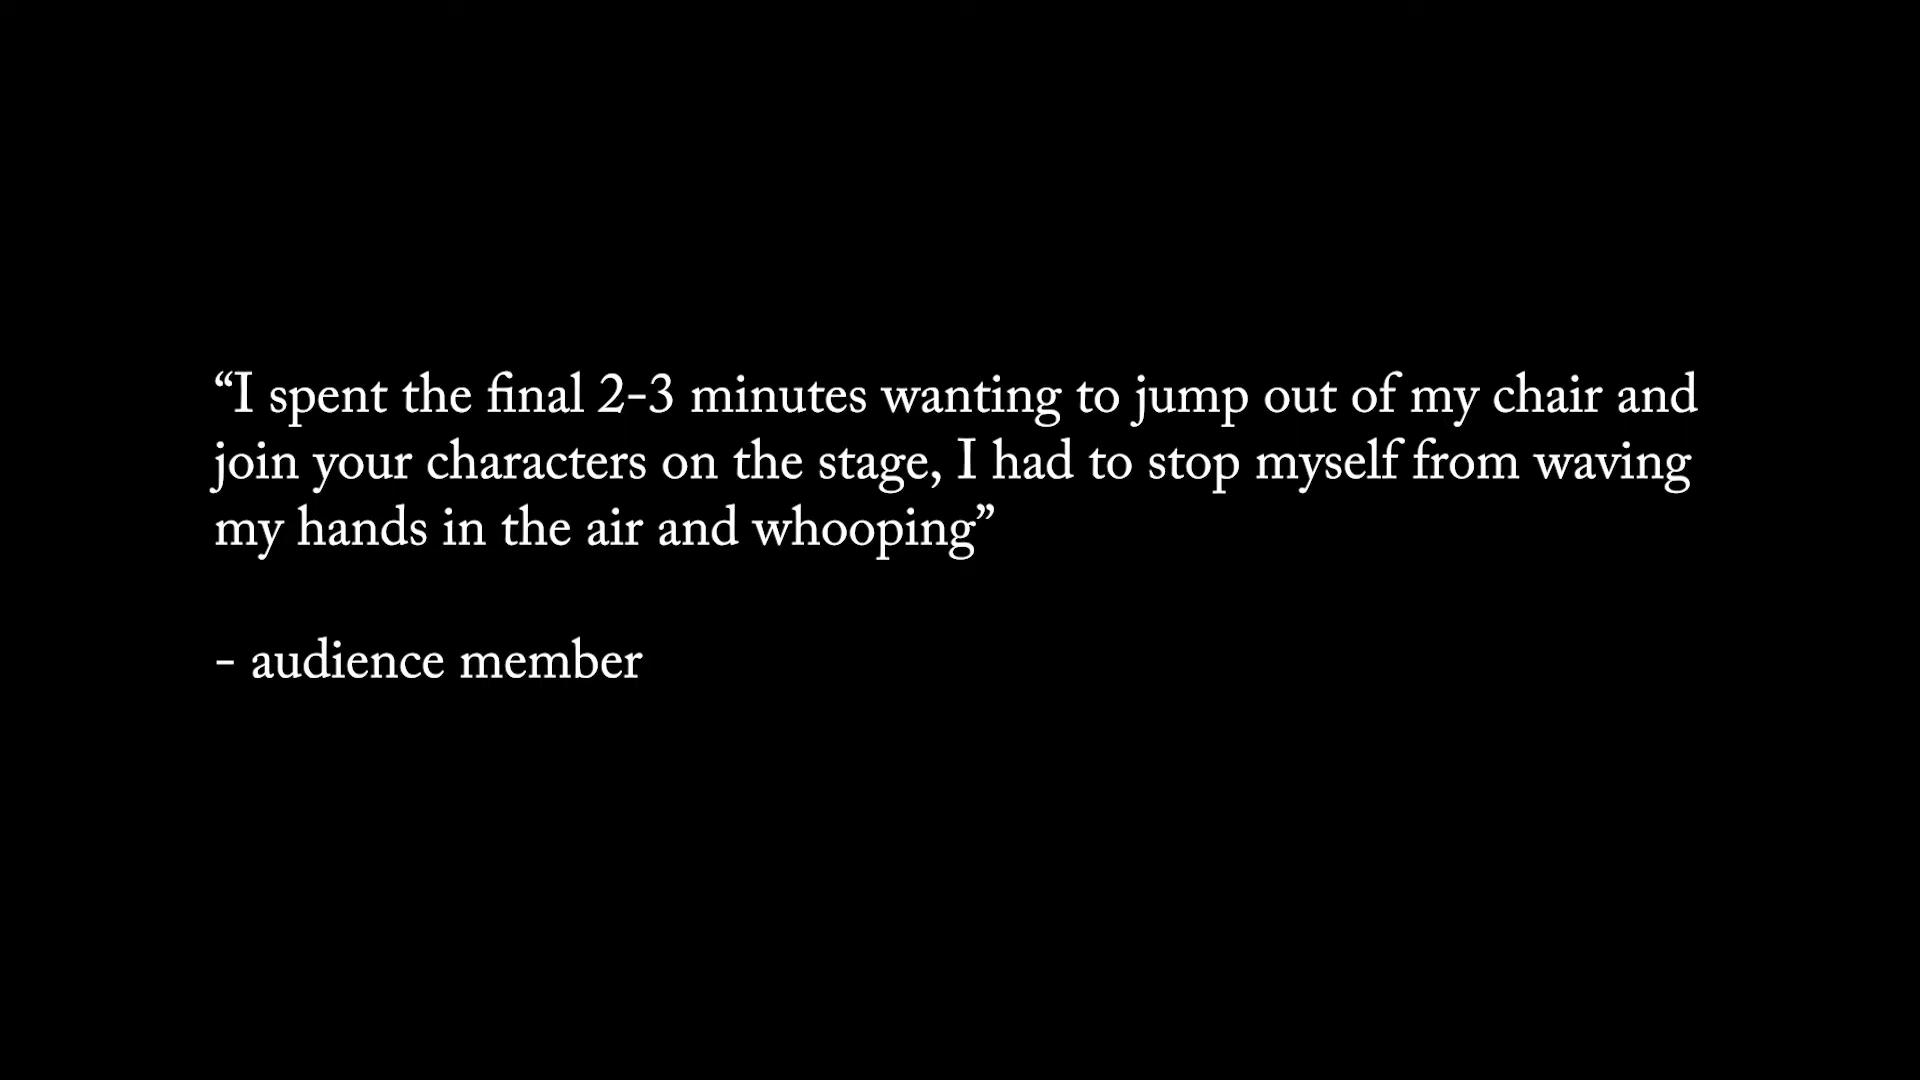 “I spent the final 2-3 minutes wanting to jump out of my chair and
join your characters on the stage, I had to stop myself from waving
my hands in the air and whooping”
- audience member